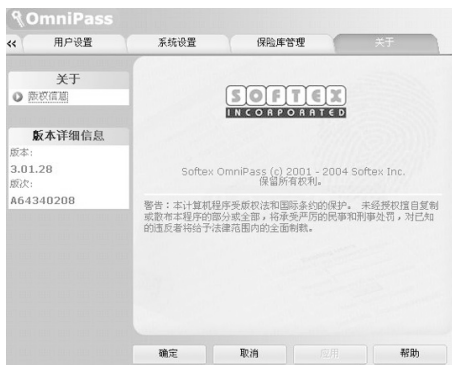 OmniPass
« 用户设置 系统设置 保险库管理 关于
关于
版权信息
版本详细信息
版本:
3.01.28
版次:
A64340208
SOFTEX
INCORPORATED
Softex OmniPass (c) 2001 - 2004 Softex Inc.
保留所有权利。
警告：本计算机程序受版权法和国际条约的保护。 未经授权擅自复制
或散布本程序的部分或全部，将承受严厉的民事和刑事处罚，对已知
的违反者将给予法律范围内的全面制裁。
确定 取消 应用 帮助